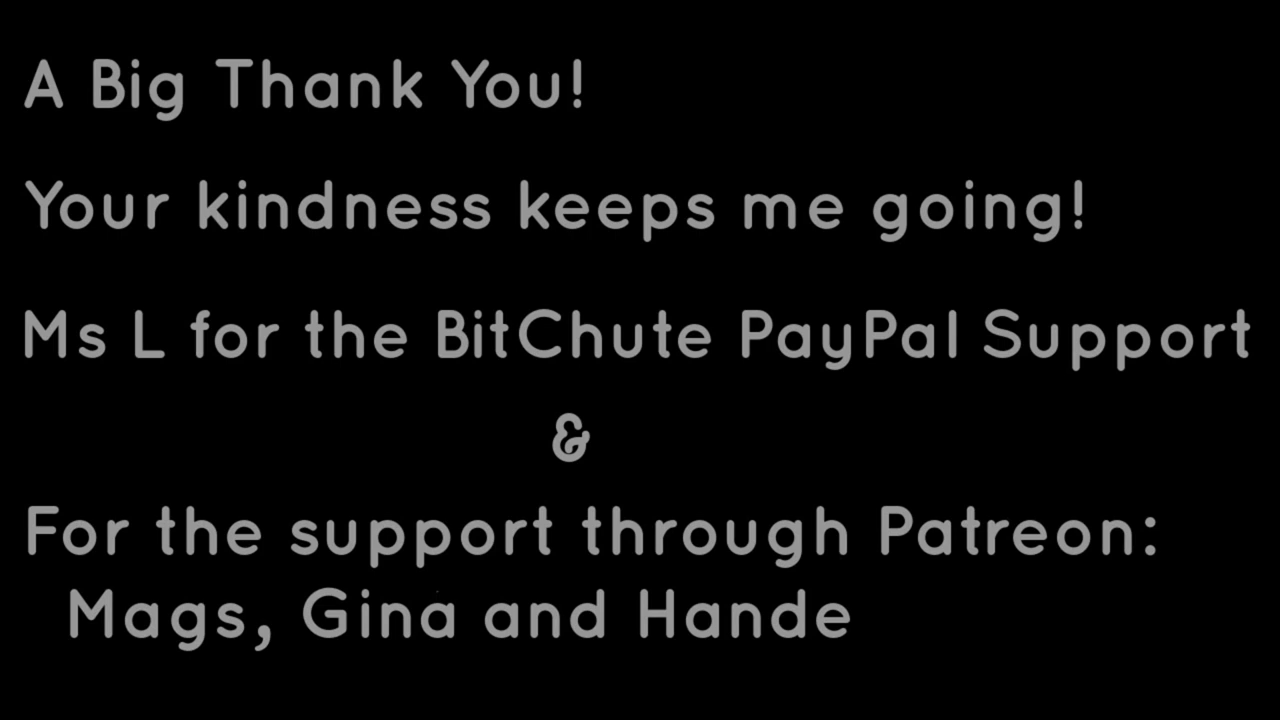 A Big Thank You!
Your kindness keeps me going!
Ms L for the BitChute PayPal Support
&
For the support through Patreon:
Mags, Gina and Hande